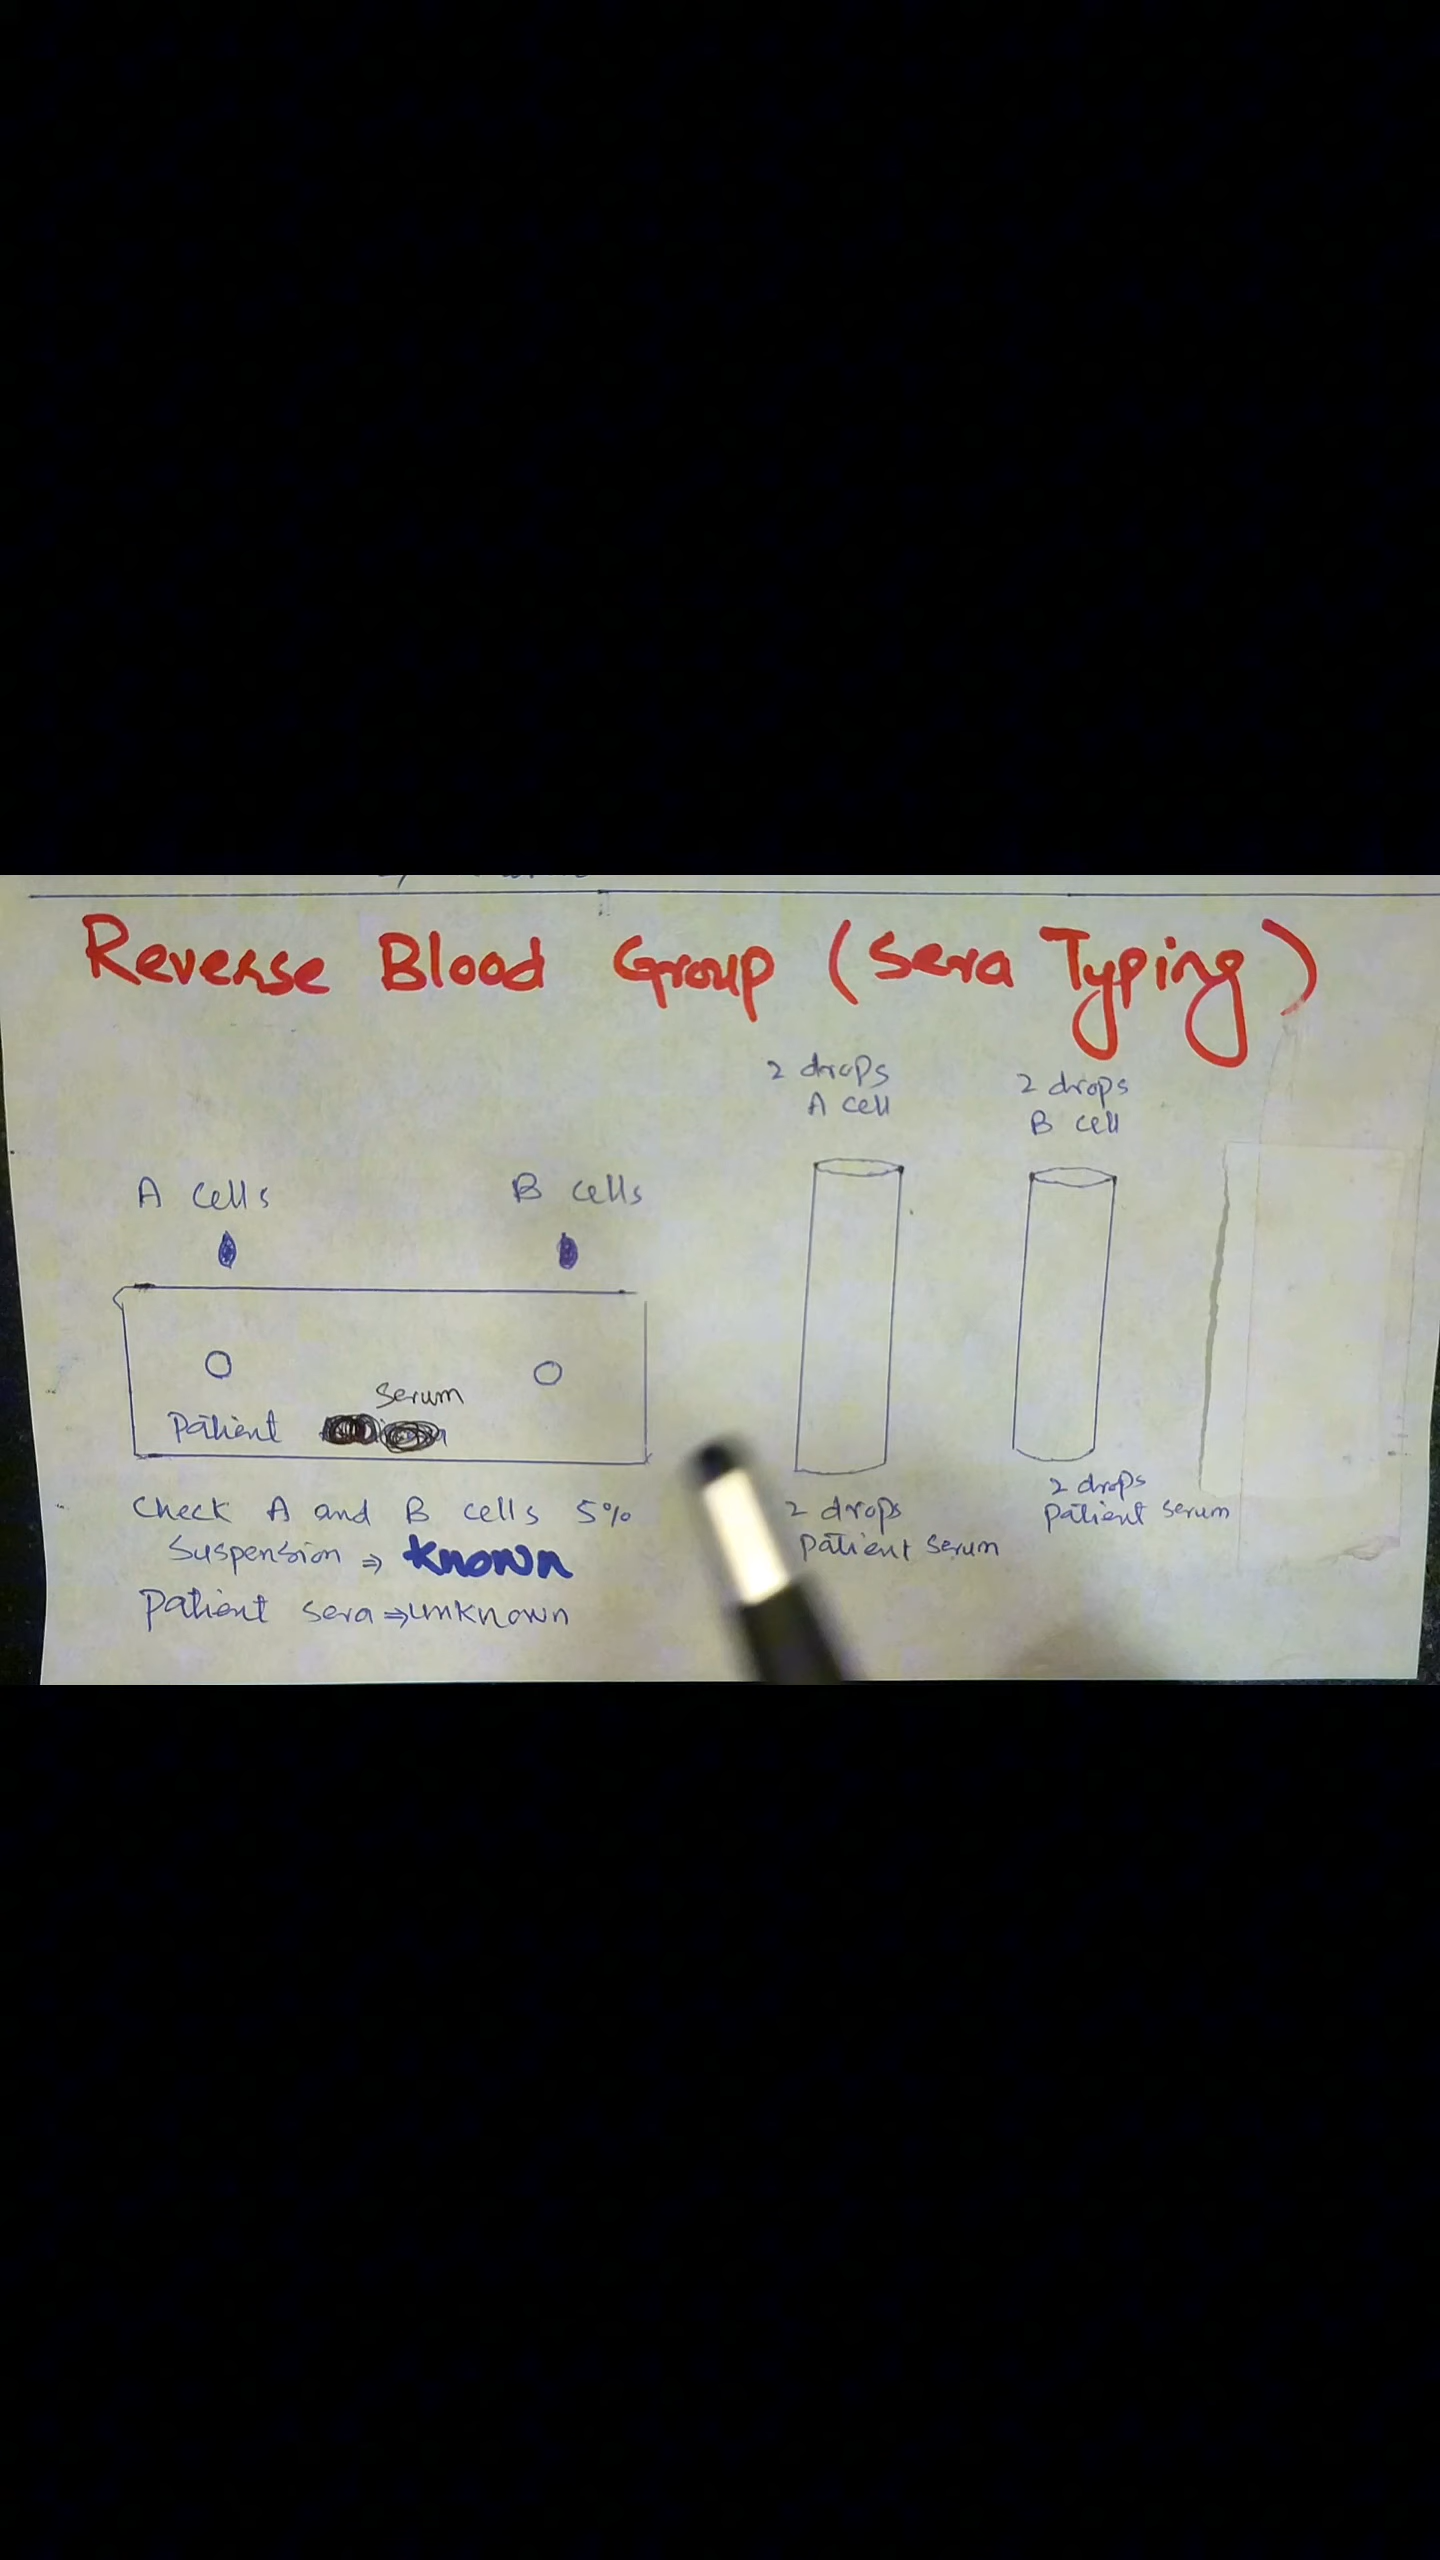 Reverse Blood Group (Sera Typing)
A cells
B cells
Serum
Patient
Check A and B cells 5%
Suspension ⇒ known
Patient sera ⇒ unknown
2 drops
A cell
2 drops
Patient Serum
2 drops
B cell
2 drops
Patient serum